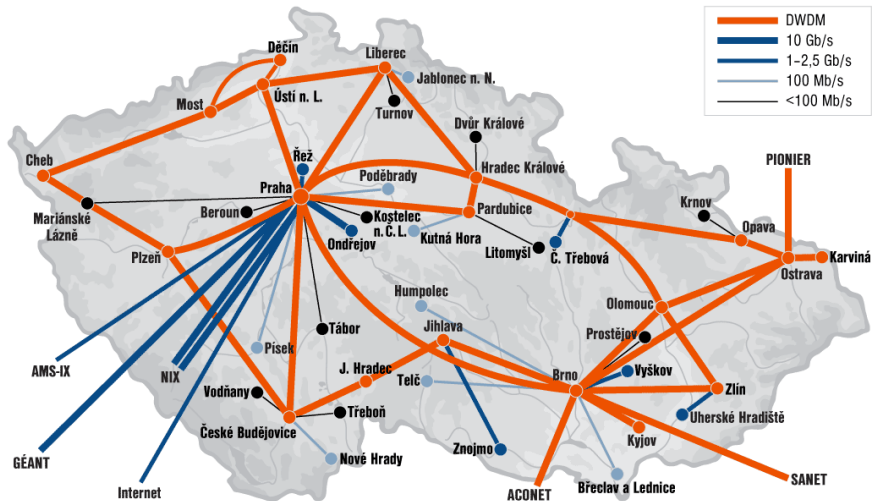 DWDM
10 Gb/s
1–2,5 Gb/s
100 Mb/s
<100 Mb/s
Děčín
Liberec
Jablonec n. N.
Ústí n. L.
Most
Turnov
Dvůr Králové
Cheb
Řež
Poděbrady
Hradec Králové
PIONIER
Praha
Mariánské
Lázně
Beroun
Kostelec
n. Č. L.
Pardubice
Krnov
Plzeň
Ondřejov
Kutná Hora
Litomyšl
Č. Třebová
Opava
Ostrava
Karviná
Humpolec
Olomouc
Tábor
Jihlava
Prostějov
AMS-IX
NIX
Písek
J. Hradec
Telč
Brno
Vyškov
Zlín
Vodňany
Třeboň
Uherské Hradiště
České Budějovice
Kyjov
GÉANT
Nové Hrady
Znojmo
Internet
ACONET
Břeclav a Lednice
SANET